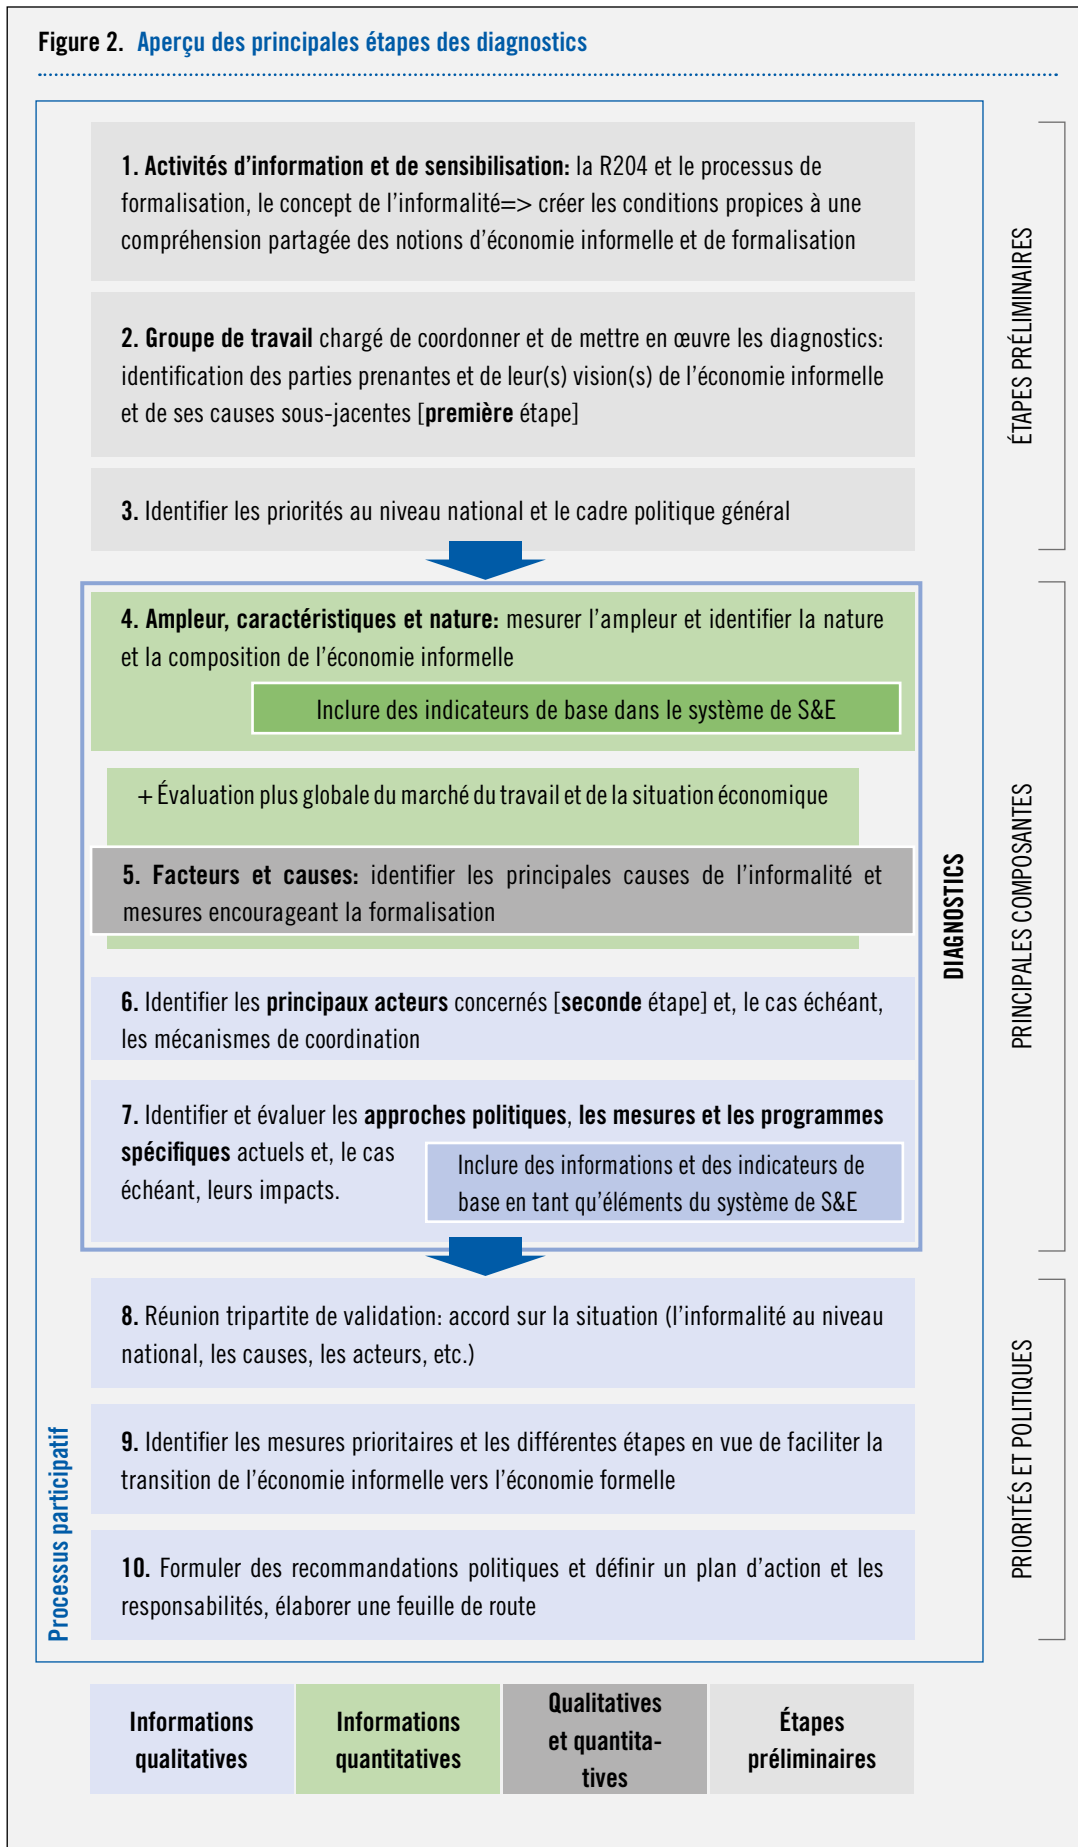 Figure 2. Aperçu des principales étapes des diagnostics
1. Activités d'information et de sensibilisation: la R204 et le processus de
formalisation, le concept de l'informalité=> créer les conditions propices à une
compréhension partagée des notions d'économie informelle et de formalisation
2. Groupe de travail chargé de coordonner et de mettre en œuvre les diagnostics:
identification des parties prenantes et de leur(s) vision(s) de l'économie informelle
et de ses causes sous-jacentes [première étape]
3. Identifier les priorités au niveau national et le cadre politique général
ÉTAPES PRÉLIMINAIRES
4. Ampleur, caractéristiques et nature: mesurer l'ampleur et identifier la nature
et la composition de l'économie informelle
Inclure des indicateurs de base dans le système de S&E
+ Évaluation plus globale du marché du travail et de la situation économique
5. Facteurs et causes: identifier les principales causes de l'informalité et
mesures encourageant la formalisation
6. Identifier les principaux acteurs concernés [seconde étape] et, le cas échéant,
les mécanismes de coordination
7. Identifier et évaluer les approches politiques, les mesures et les programmes
spécifiques actuels et, le cas
échéant, leurs impacts.
Inclure des informations et des indicateurs de
base en tant qu'éléments du système de S&E
DIAGNOSTICS
PRINCIPALES COMPOSANTES
8. Réunion tripartite de validation: accord sur la situation (l'informalité au niveau
national, les causes, les acteurs, etc.)
9. Identifier les mesures prioritaires et les différentes étapes en vue de faciliter la
transition de l'économie informelle vers l'économie formelle
10. Formuler des recommandations politiques et définir un plan d'action et les
responsabilités, élaborer une feuille de route
PRIORITÉS ET POLITIQUES
Processus participatif
Informations
qualitatives
Informations
quantitatives
Qualitatives
et quantita-
tives
Étapes
préliminaires